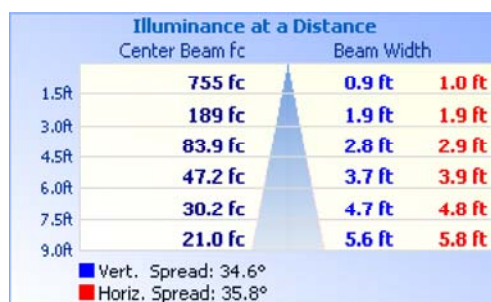 Illuminance at a Distance
Center Beam fc Beam Width
755 fc 0.9 ft 1.0 ft
1.5ft
189 fc 1.9 ft 1.9 ft
3.0ft
83.9 fc 2.8 ft 2.9 ft
4.5ft
47.2 fc 3.7 ft 3.9 ft
6.0ft
30.2 fc 4.7 ft 4.8 ft
7.5ft
21.0 fc 5.6 ft 5.8 ft
9.0ft
Vert. Spread: 34.6°
Horiz. Spread: 35.8°